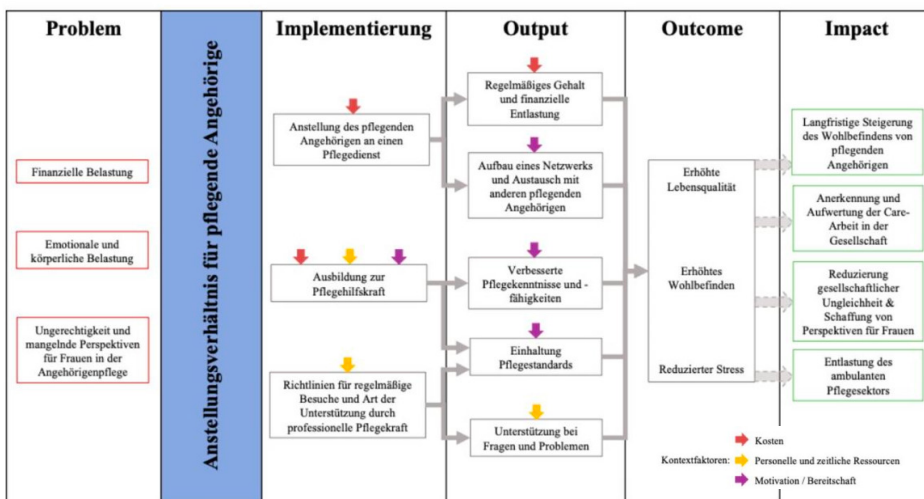 Problem
Anstellungsverhältnis für pflegende Angehörige
Implementierung
Output
Outcome
Impact
Finanzielle Belastung
Emotionale und
körperliche Belastung
Ungerechtigkeit und
mangelnde Perspektiven
für Frauen in der
Angehörigenpflege
Anstellung des pflegenden
Angehörigen an einen
Pflegedienst
Ausbildung zur
Pflegehilfskraft
Richtlinien für regelmäßige
Besuche und Art der
Unterstützung durch
professionelle Pflegekraft
Regelmäßiges Gehalt
und finanzielle
Entlastung
Aufbau eines Netzwerks
und Austausch mit
anderen pflegenden
Angehörigen
Verbesserte
Pflegekenntnisse und -
fähigkeiten
Einhaltung
Pflegestandards
Unterstützung bei
Fragen und Problemen
Erhöhte
Lebensqualität
Erhöhtes
Wohlbefinden
Reduzierter Stress
Langfristige Steigerung
des Wohlbefindens von
pflegenden
Angehörigen
Anerkennung und
Aufwertung der Care-
Arbeit in der
Gesellschaft
Reduzierung
gesellschaftlicher
Ungleichheit &
Schaffung von
Perspektiven für Frauen
Entlastung des
ambulanten
Pflegesektors
Kontextfaktoren:
Kosten
Personelle und zeitliche Ressourcen
Motivation / Bereitschaft